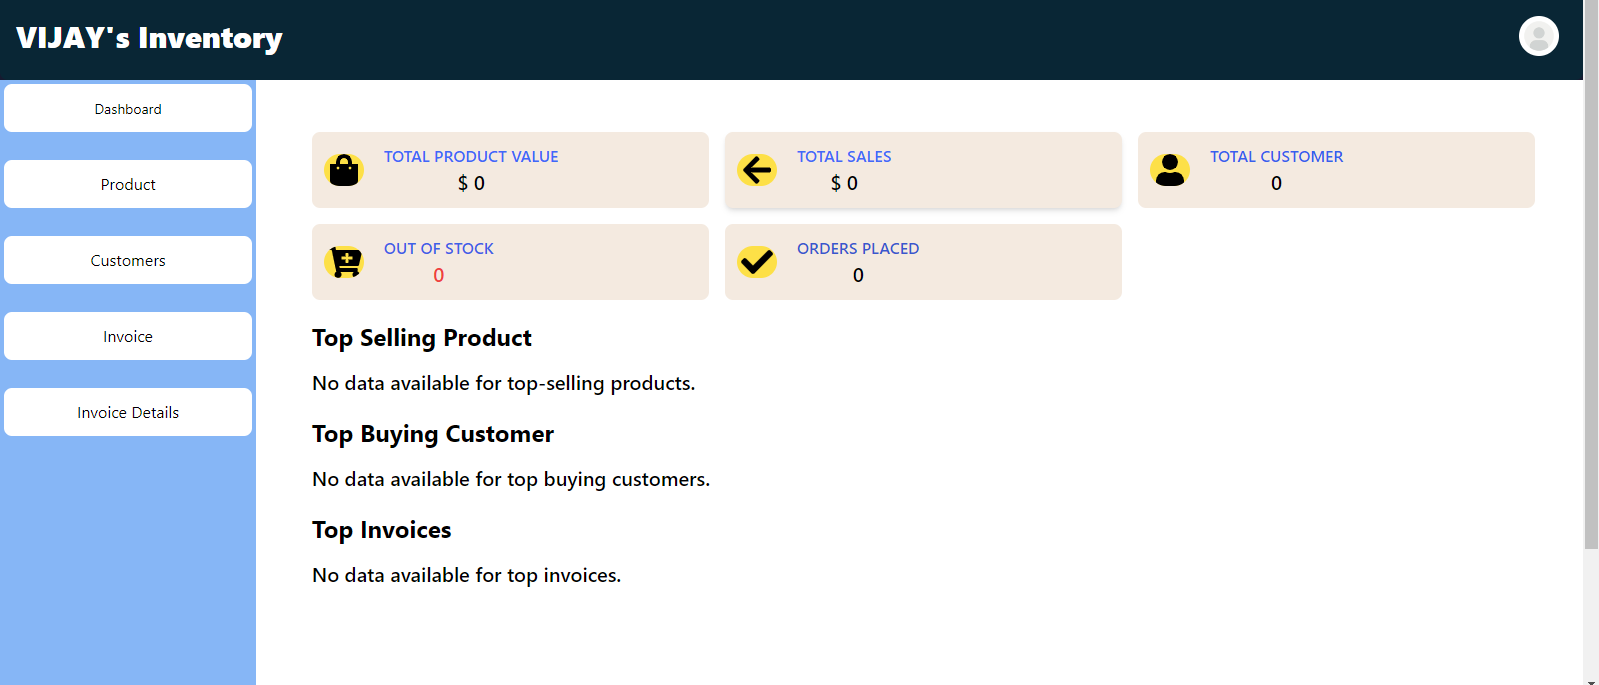 VIJAY's Inventory
Dashboard
Product
Customers
Invoice
Invoice Details
TOTAL PRODUCT VALUE
$ 0
TOTAL SALES
$ 0
TOTAL CUSTOMER
0
OUT OF STOCK
0
ORDERS PLACED
0
Top Selling Product
No data available for top-selling products.
Top Buying Customer
No data available for top buying customers.
Top Invoices
No data available for top invoices.